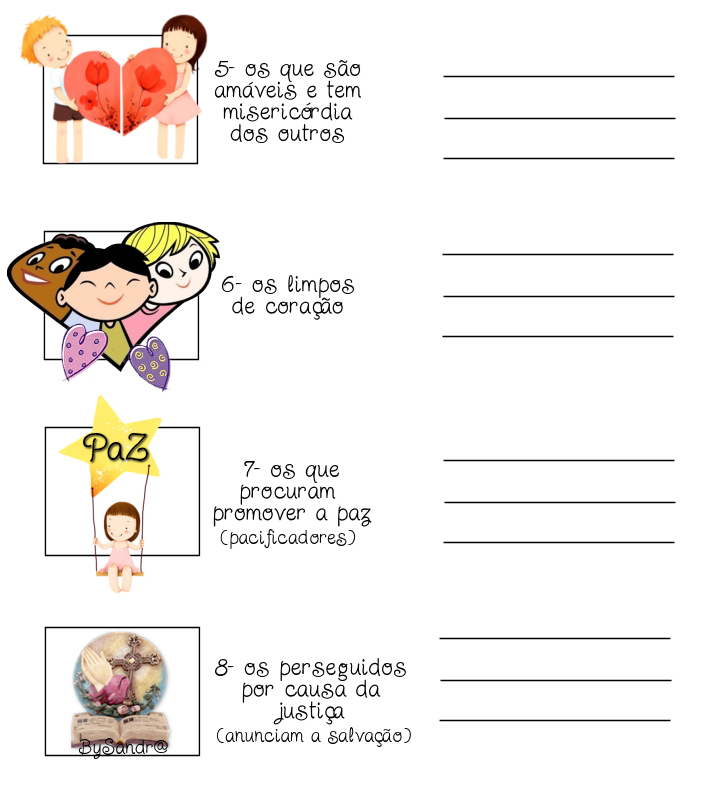 5- os que são
amáveis e tem
misericórdia
dos outros
6- os limpos
de coração
PaZ
7- os que
procuram
promover a paz
(pacificadores)
8- os perseguidos
por causa da
justiça
(anunciam a salvação)
BySandr@